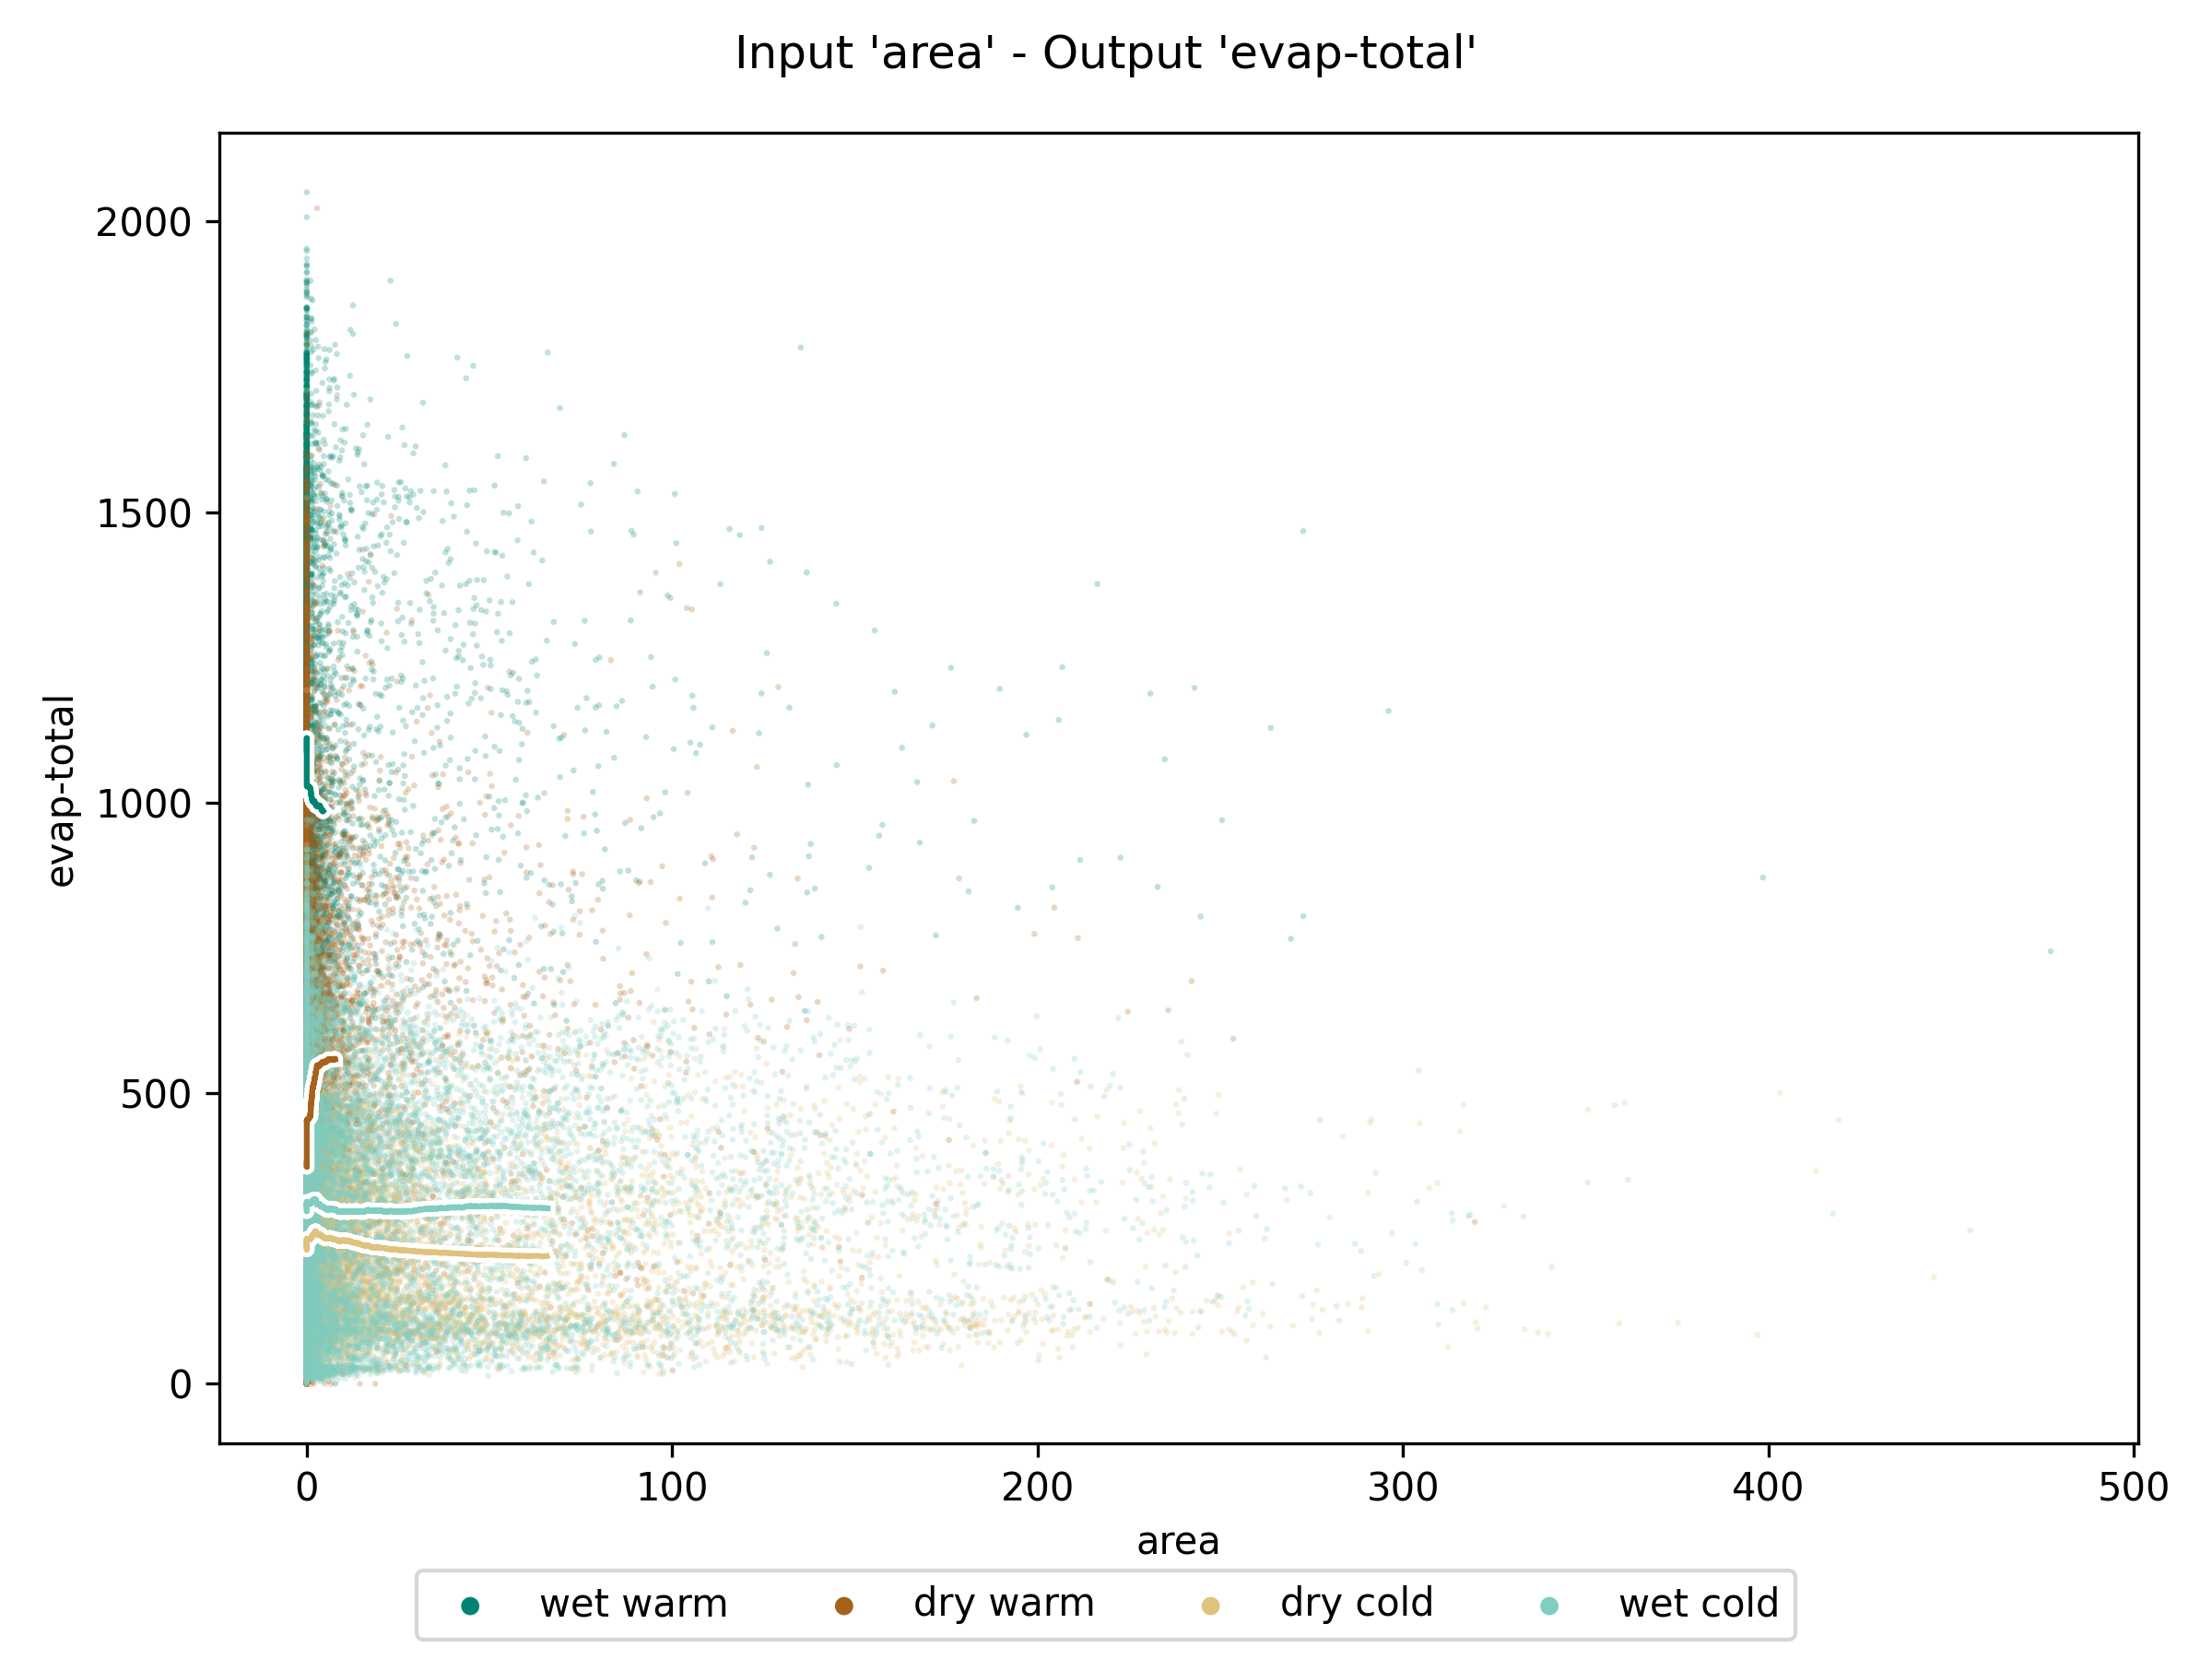 Input 'area' - Output 'evap-total'
evap-total
2000
1500
1000
500
0
0 100 200 300 400 500
area
wet warm dry warm dry cold wet cold